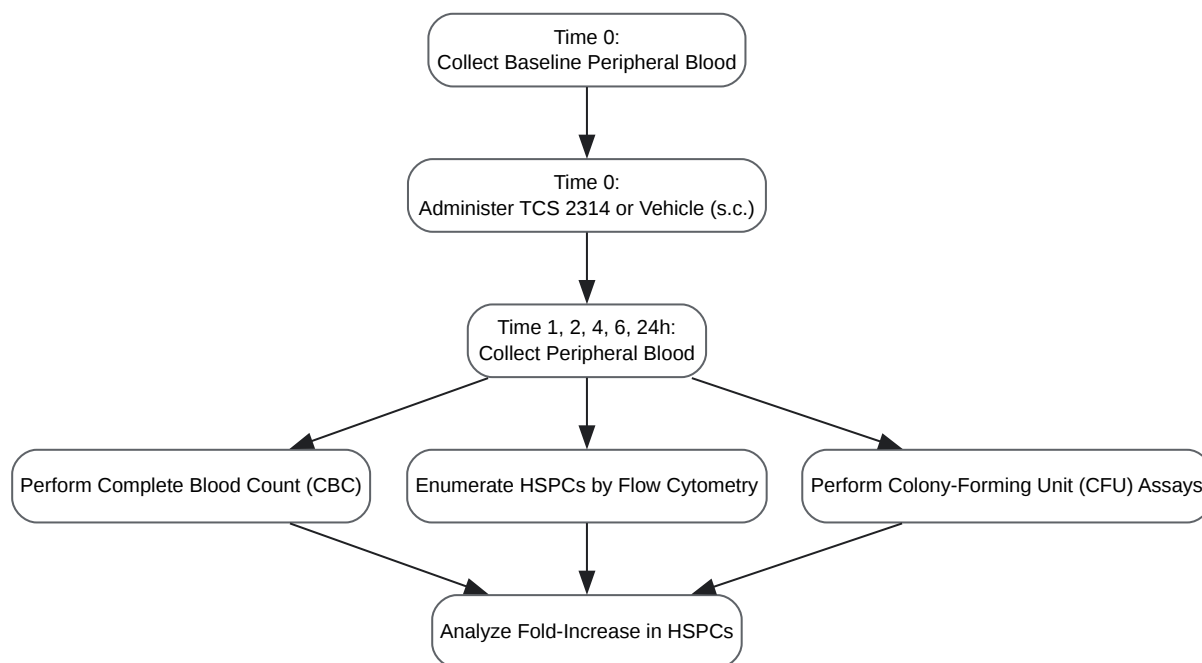 Time 0:
Collect Baseline Peripheral Blood
Time 0:
Administer TCS 2314 or Vehicle (s.c.)
Time 1, 2, 4, 6, 24h:
Collect Peripheral Blood
Perform Complete Blood Count (CBC)
Enumerate HSPCs by Flow Cytometry
Perform Colony-Forming Unit (CFU) Assays
Analyze Fold-Increase in HSPCs